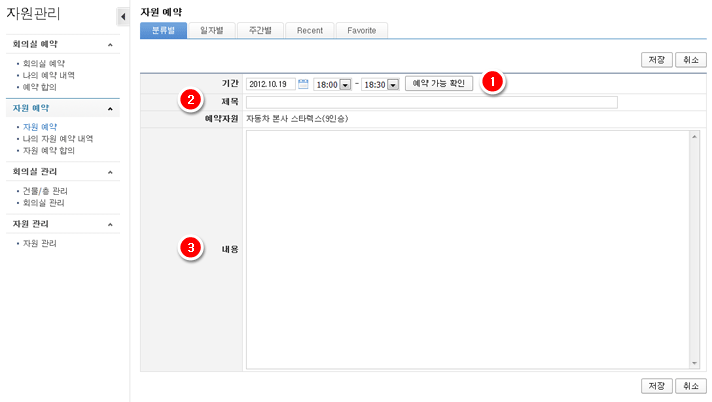 자원관리
회의실 예약
• 회의실 예약
• 나의 예약 내역
• 예약 합의
자원 예약
• 자원 예약
• 나의 자원 예약 내역
• 자원 예약 합의
회의실 관리
• 건물/층 관리
• 회의실 관리
자원 관리
• 자원 관리
자원 예약
분류별 일자별 주간별 Recent Favorite
저장 취소
기간 2012.10.19 18:00 - 18:30 예약 가능 확인 1
2 제목
예약자원 자동차 본사 스타렉스(9인승)
3 내용
저장 취소